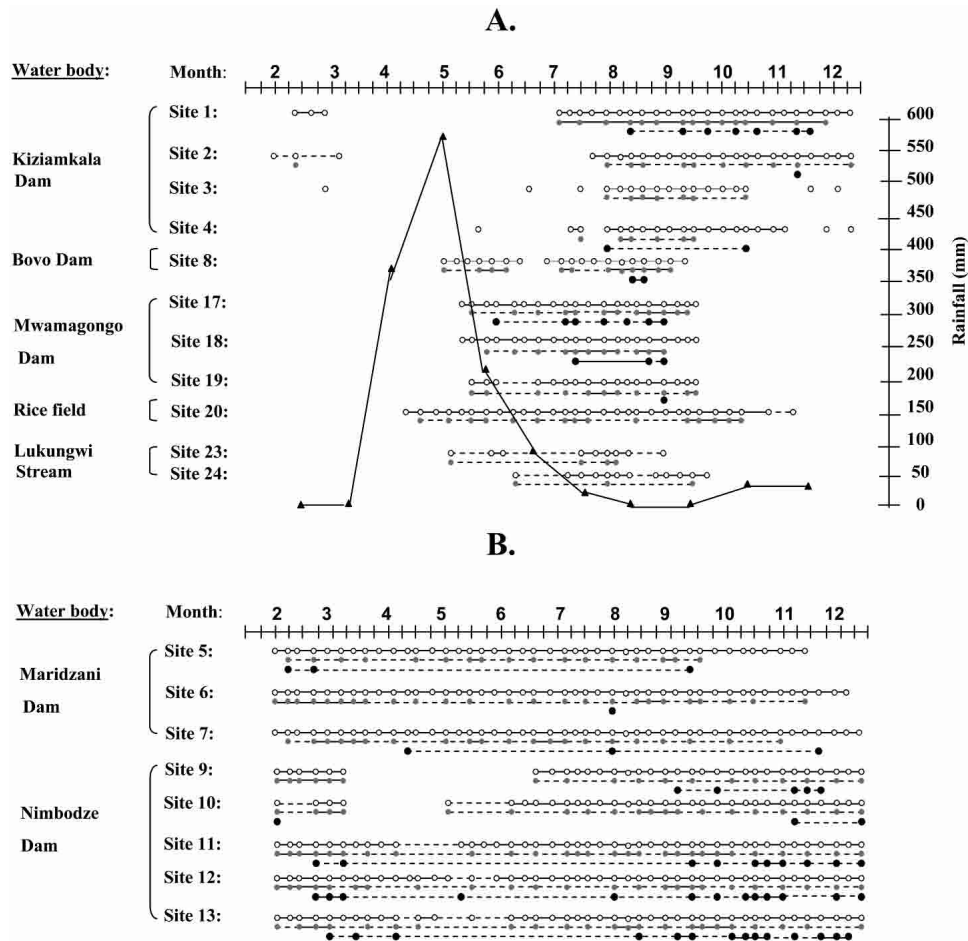 A.
Water body: Month: 2 3 4 5 6 7 8 9 10 11 12
Site 1: 600
Site 2: 550
Kiziamkala
Dam
500
Site 3:
450
Site 4: 400
Bovo Dam Site 8:
350
Site 17: 300
Mwamagongo
Dam
Site 18: 250
Site 19: 200
Rice field Site 20: 150
Lukungwi
Stream
Site 23: 100
Site 24: 50
0
Rainfall (mm)
B.
Water body: Month: 2 3 4 5 6 7 8 9 10 11 12
Site 5:
Maridzani
Dam
Site 6:
Site 7:
Site 9:
Site 10:
Nimbodze
Dam
Site 11:
Site 12:
Site 13: